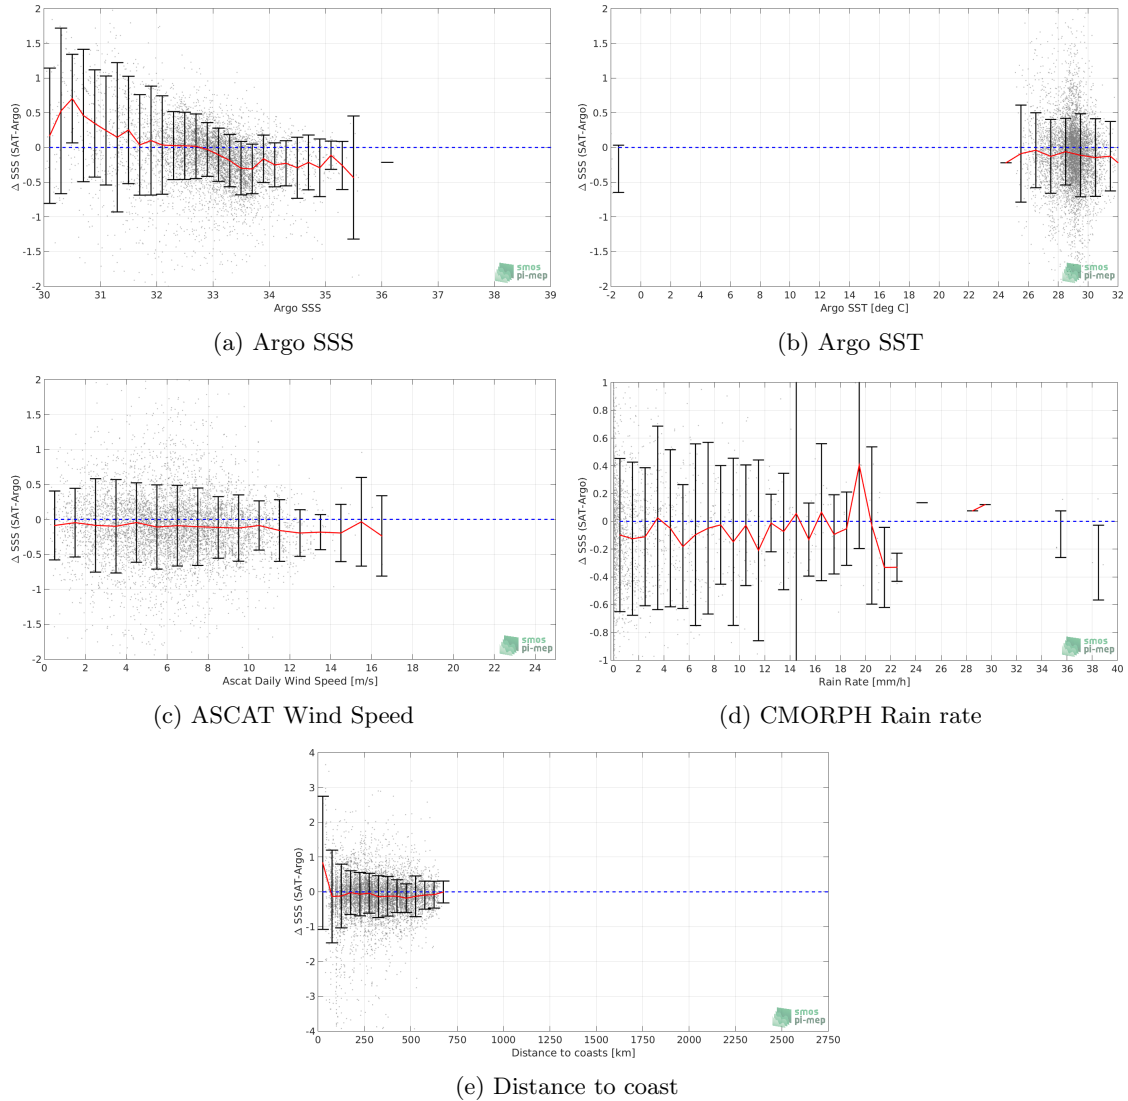 2
1.5
1
0.5
0
-0.5
-1
-1.5
-2
Δ SSS (SAT-Argo)
30 31 32 33 34 35 36 37 38 39
Argo SSS
smos
pi-mep
(a) Argo SSS
2
1.5
1
0.5
0
-0.5
-1
-1.5
-2
Δ SSS (SAT-Argo)
-2 0 2 4 6 8 10 12 14 16 18 20 22 24 26 28 30 32
Argo SST [deg C]
smos
pi-mep
(b) Argo SST
2
1.5
1
0.5
0
-0.5
-1
-1.5
-2
Δ SSS (SAT-Argo)
0 2 4 6 8 10 12 14 16 18 20 22 24
Ascat Daily Wind Speed [m/s]
smos
pi-mep
(c) ASCAT Wind Speed
1
0.8
0.6
0.4
0.2
0
-0.2
-0.4
-0.6
-0.8
-1
Δ SSS (SAT-Argo)
0 2 4 6 8 10 12 14 16 18 20 22 24 26 28 30 32 34 36 38 40
Rain Rate [mm/h]
smos
pi-mep
(d) CMORPH Rain rate
4
3
2
1
0
-1
-2
-3
-4
Δ SSS (SAT-Argo)
0 250 500 750 1000 1250 1500 1750 2000 2250 2500 2750
Distance to coasts [km]
smos
pi-mep
(e) Distance to coast